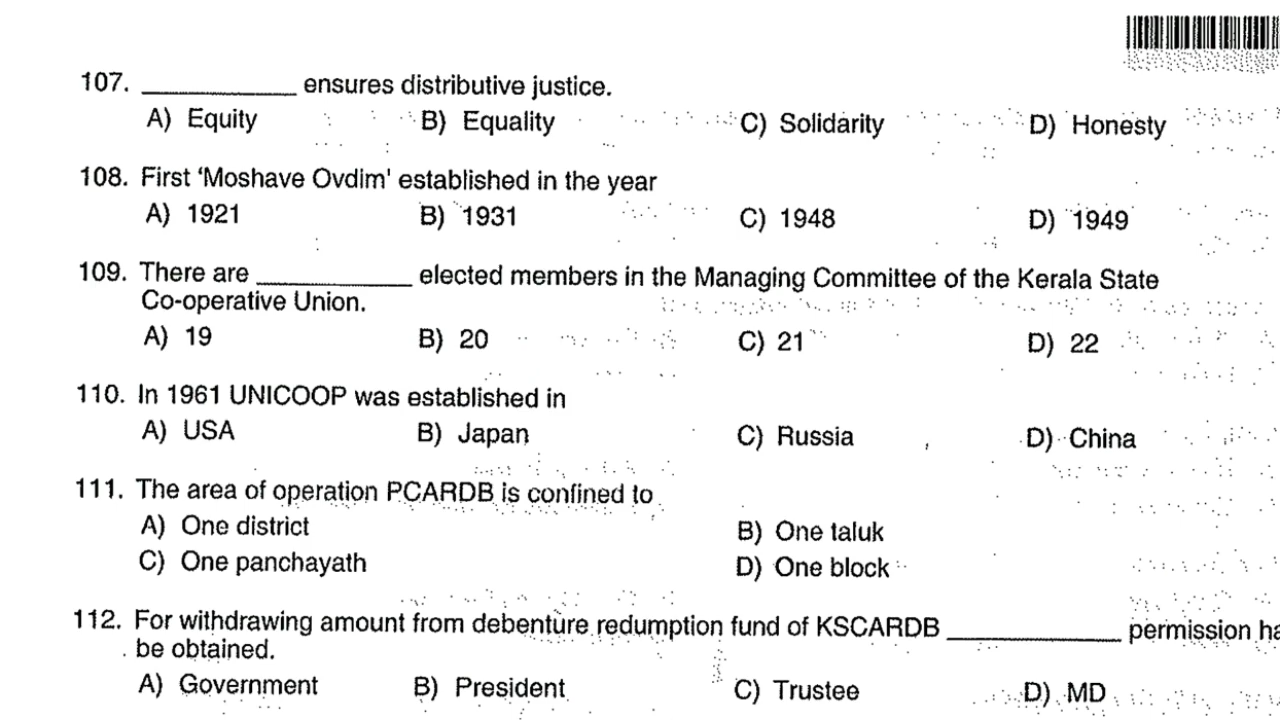 107. ____________ ensures distributive justice.
A) Equity B) Equality C) Solidarity D) Honesty
108. First ‘Moshave Ovdim' established in the year
A) 1921 B) 1931 C) 1948 D) 1949
109. There are ____________ elected members in the Managing Committee of the Kerala State
Co-operative Union.
A) 19 B) 20 C) 21 D) 22
110. In 1961 UNICOOP was established in
A) USA B) Japan C) Russia D) China
111. The area of operation PCARDB is confined to
A) One district B) One taluk
C) One panchayath D) One block
112. For withdrawing amount from debenture redumption fund of KSCARDB ____________ permission ha
be obtained.
A) Government B) President C) Trustee D) MD